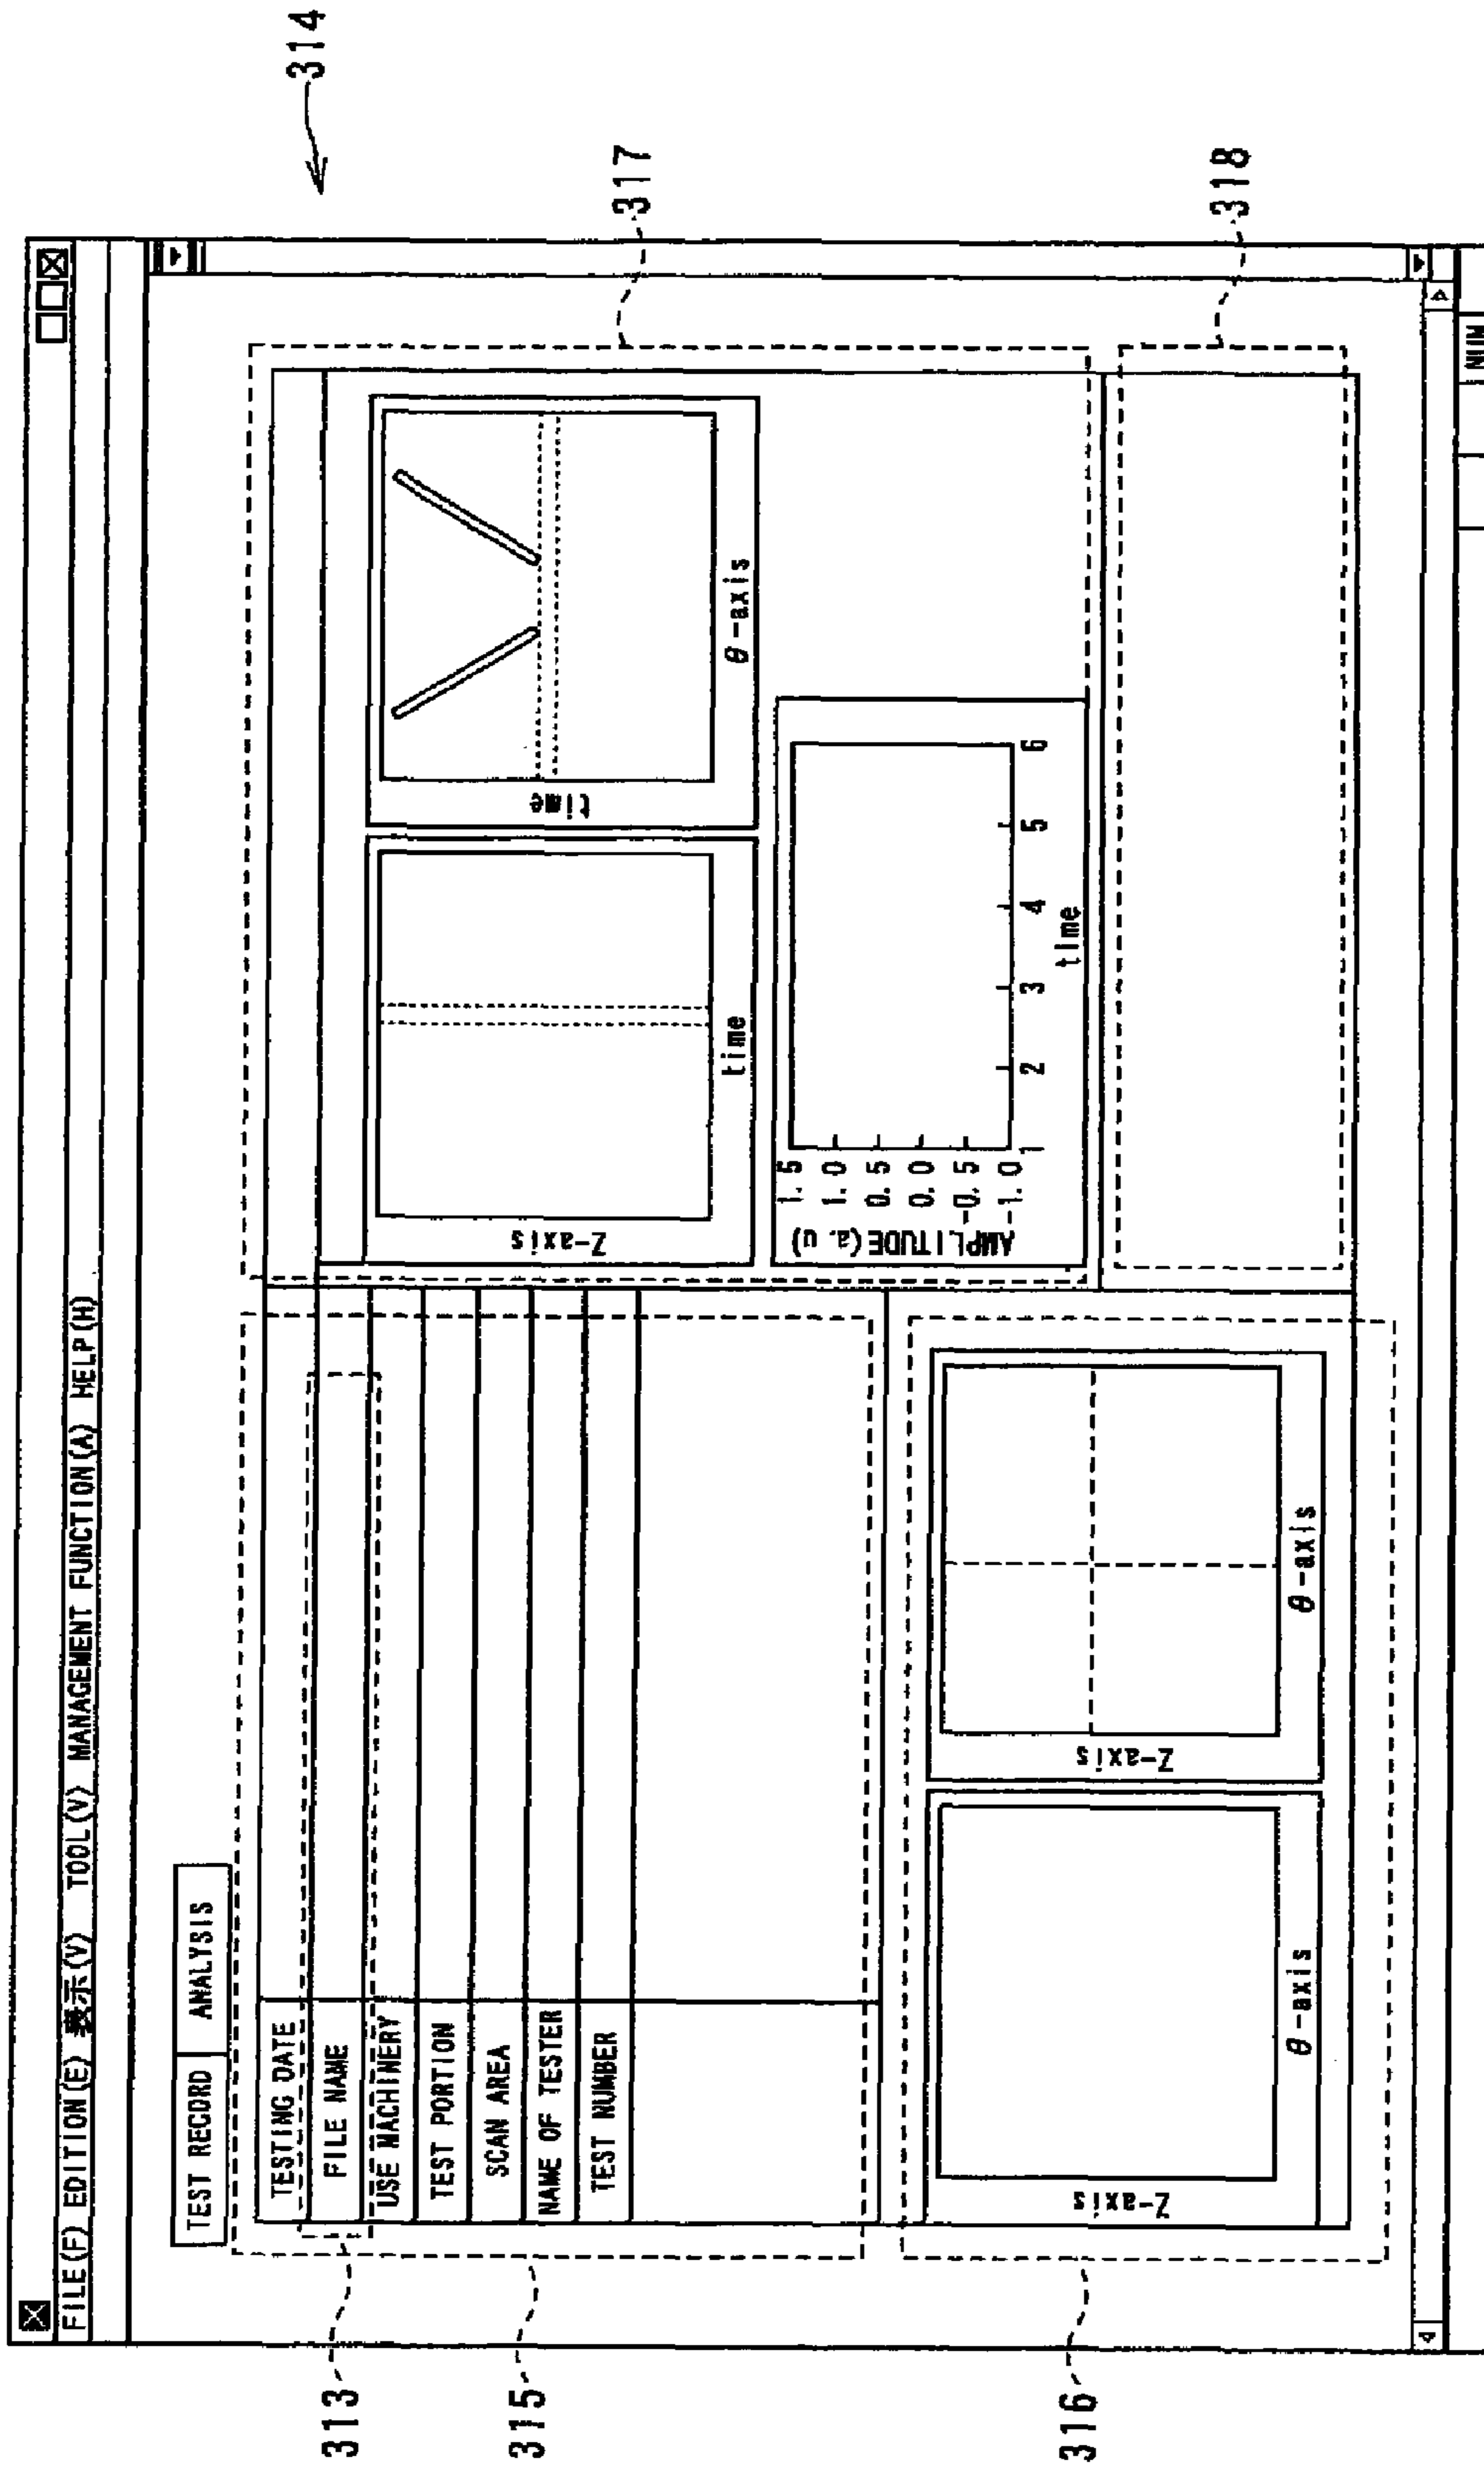 314
FILE(F) EDITION(E) 表示(V) TOOL(V) MANAGEMENT FUNCTION(A) HELP(H)
TEST RECORD ANALYSIS
313
315
TESTING DATE
FILE NAME
USE MACHINERY
TEST PORTION
SCAN AREA
NAME OF TESTER
TEST NUMBER
316
Z-axis
θ-axis
Z-axis
θ-axis
317
Z-axis
time
time
θ-axis
AMPLITUDE(a.u)
1.5
1.0
0.5
0.0
-0.5
-1.0
1 2 3 4 5 6
time
318
NUM